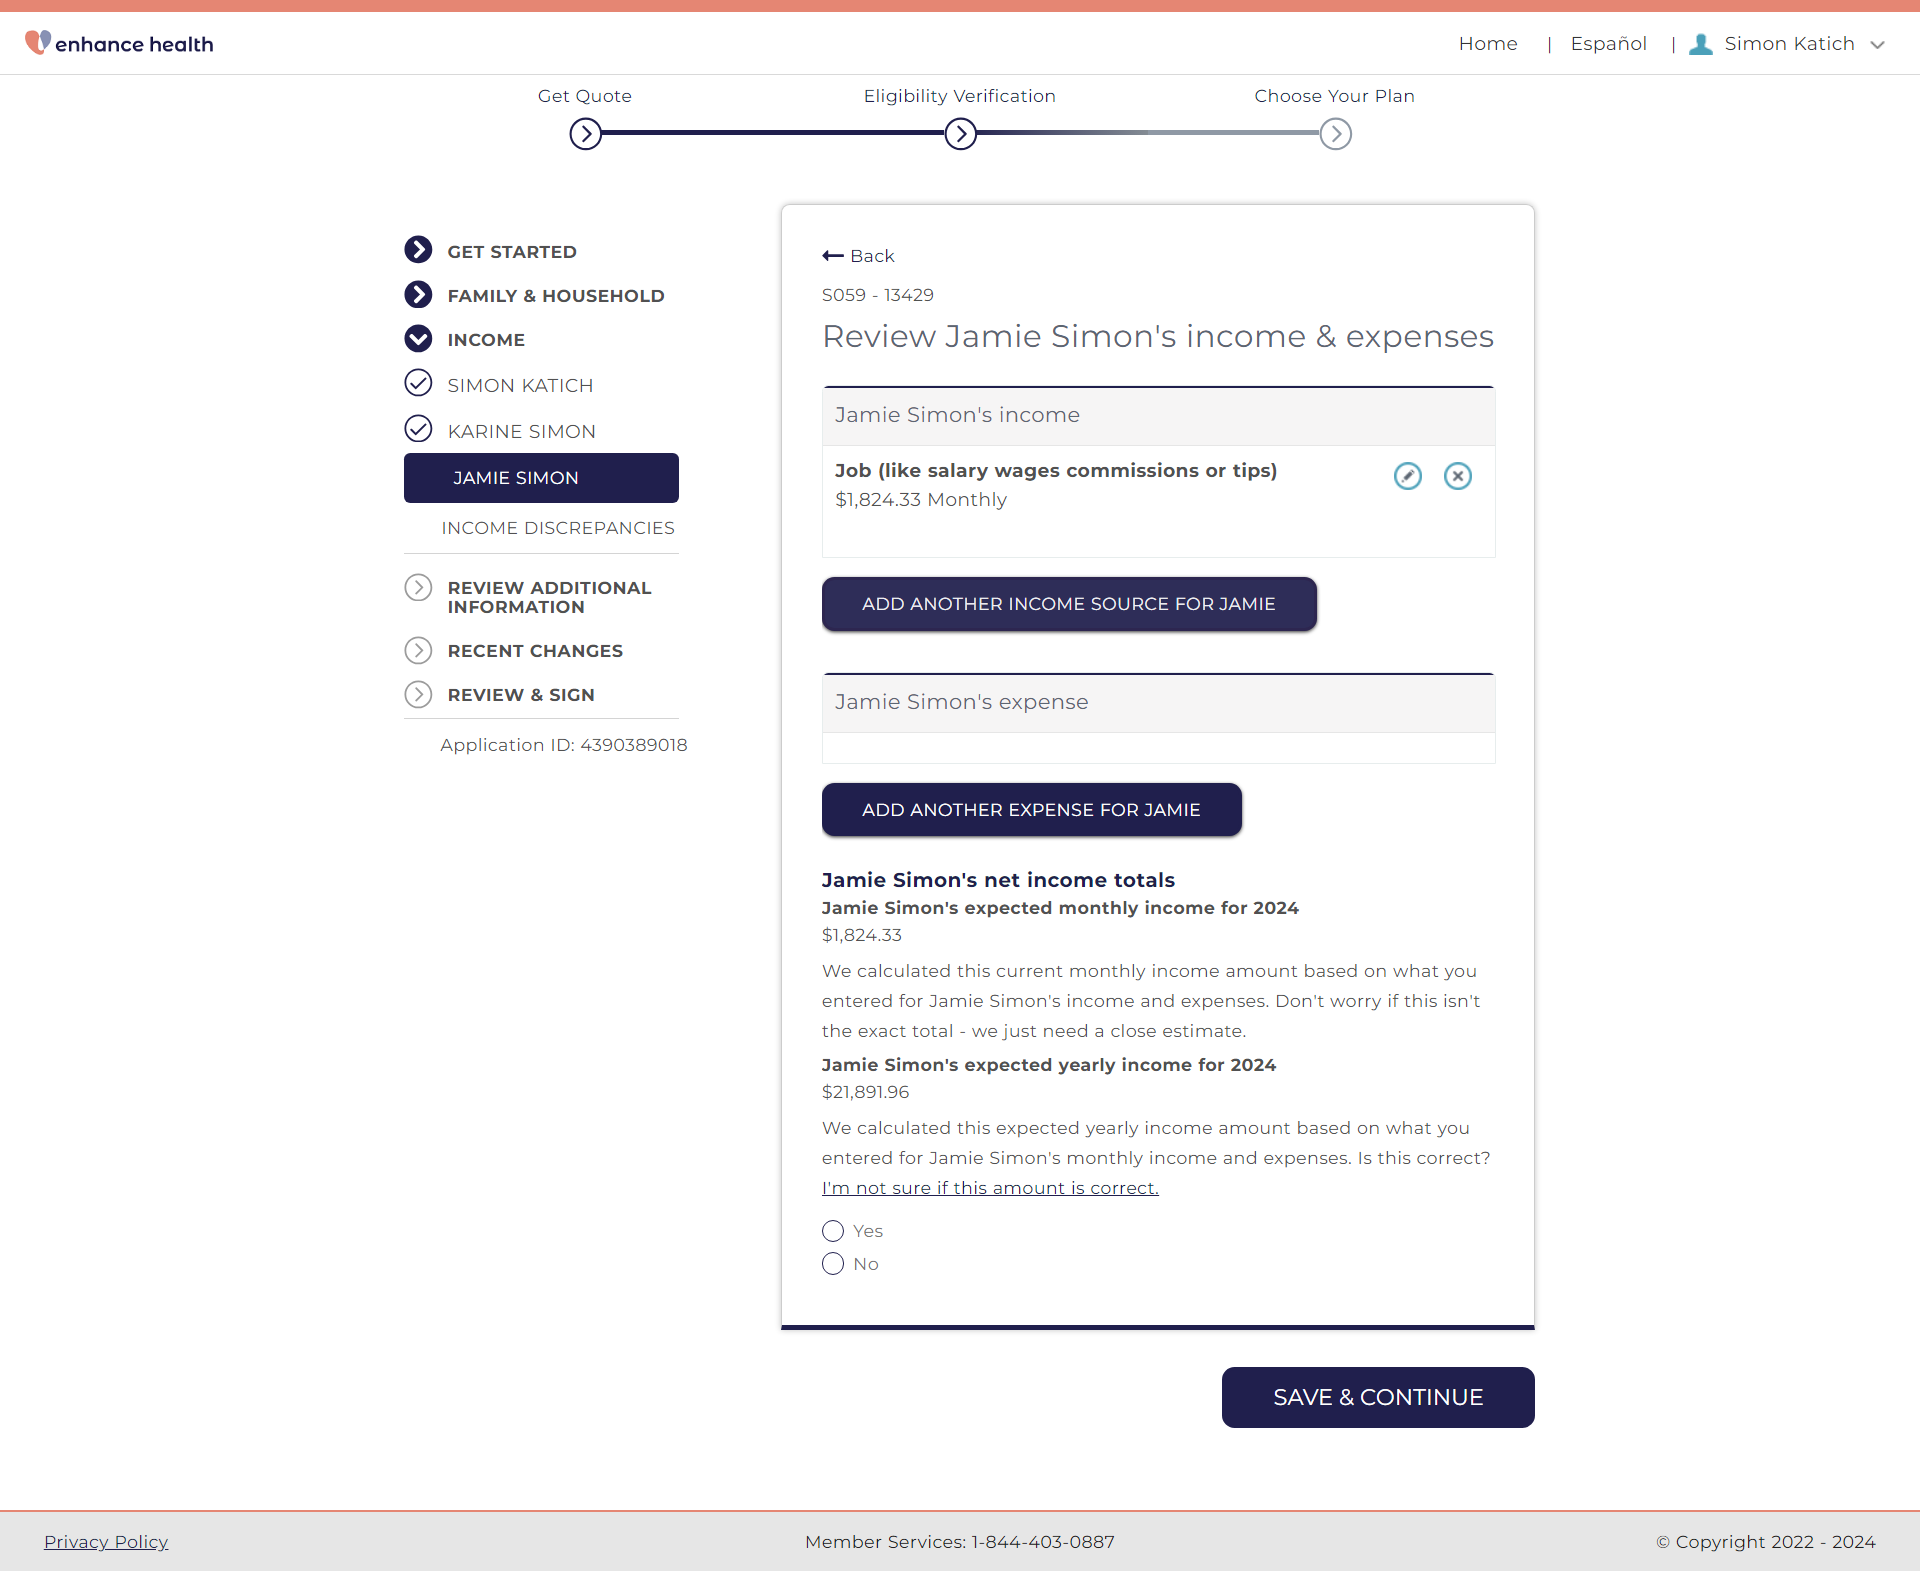 enhance health
Home | Español | Simon Katich
Get Quote Eligibility Verification Choose Your Plan
GET STARTED
FAMILY & HOUSEHOLD
INCOME
SIMON KATICH
KARINE SIMON
JAMIE SIMON
INCOME DISCREPANCIES
REVIEW ADDITIONAL
INFORMATION
RECENT CHANGES
REVIEW & SIGN
Application ID: 4390389018
Back
S059 - 13429
Review Jamie Simon's income & expenses
Jamie Simon's income
Job (like salary wages commissions or tips)
$1,824.33 Monthly
ADD ANOTHER INCOME SOURCE FOR JAMIE
Jamie Simon's expense
ADD ANOTHER EXPENSE FOR JAMIE
Jamie Simon's net income totals
Jamie Simon's expected monthly income for 2024
$1,824.33
We calculated this current monthly income amount based on what you
entered for Jamie Simon's income and expenses. Don't worry if this isn't
the exact total - we just need a close estimate.
Jamie Simon's expected yearly income for 2024
$21,891.96
We calculated this expected yearly income amount based on what you
entered for Jamie Simon's monthly income and expenses. Is this correct?
I'm not sure if this amount is correct.
Yes
No
SAVE & CONTINUE
Privacy Policy Member Services: 1-844-403-0887 © Copyright 2022 - 2024